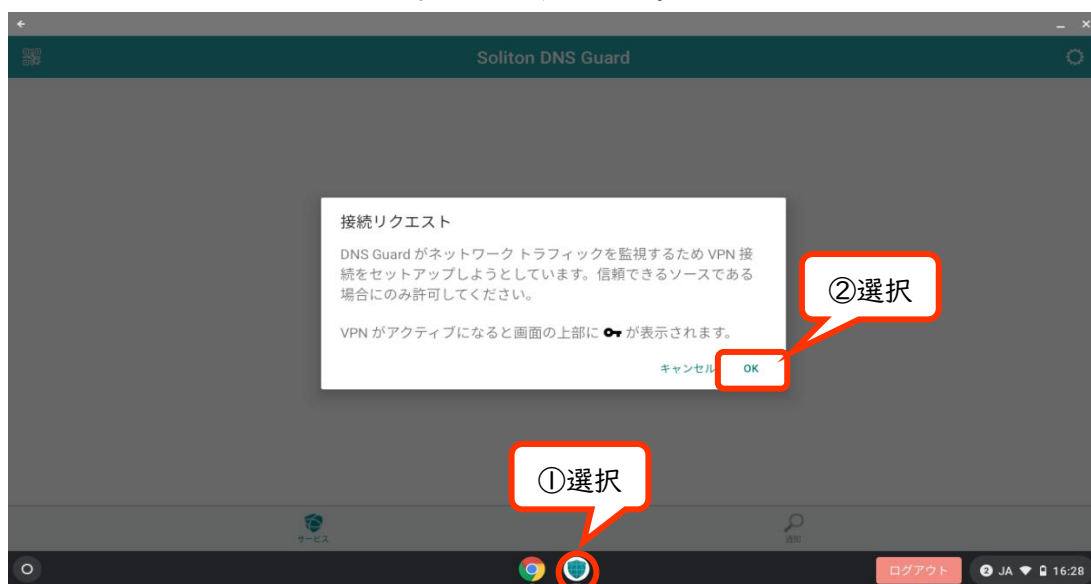 Soliton DNS Guard
接続リクエスト
DNS Guard がネットワーク トラフィックを監視するため VPN 接
続をセットアップしようとしています。信頼できるソースである
場合にのみ許可してください。
VPN がアクティブになると画面の上部に が表示されます。
キャンセル OK
②選択
①選択
サービス
通知
ログアウト
2 JA 16:28